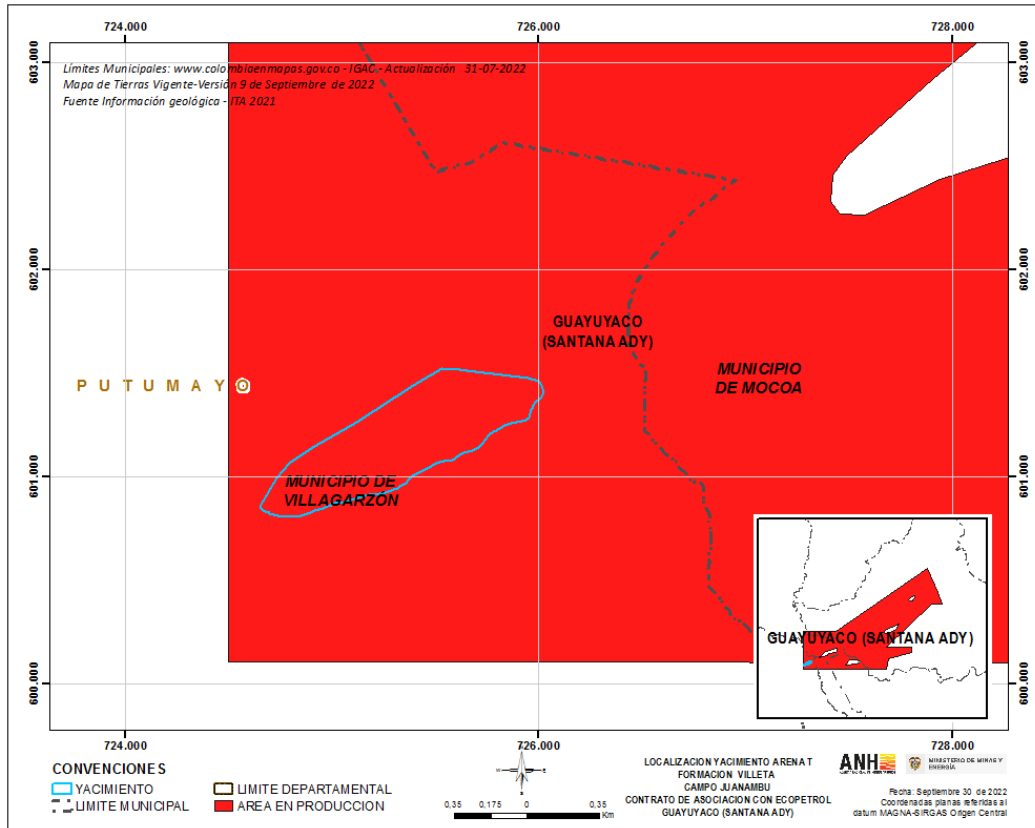 724.000
726.000
728.000
603.000
603.000
Límites Municipales: www.colombiaenmapas.gov.co - IGAC - Actualización 31-07-2022
Mapa de Tierras Vigente-Versión 9 de Septiembre de 2022
Fuente Información geológica - ITA 2021
602.000
602.000
GUAYUYACO
(SANTANA ADY)
PUTUMAYO
MUNICIPIO
DE MOCOA
601.000
601.000
MUNICIPIO DE
VILLAGARZÓN
GUAYUYACO (SANTANA ADY)
600.000
600.000
724.000
726.000
728.000
CONVENCIONES
YACIMIENTO
LIMITE DEPARTAMENTAL
LIMITE MUNICIPAL
AREA EN PRODUCCION
0,35
0,175
0
0,35
Km
LOCALIZACION YACIMIENTO ARENA T
FORMACION VILLETA
CAMPO JUANAMBU
CONTRATO DE ASOCIACION CON ECOPETROL
GUAYUYACO (SANTANA ADY)
ANH
MINISTERIO DE MINAS Y
ENERGÍA
Fecha: Septiembre 30 de 2022
Coordenadas planas referidas al
datum MAGNA-SIRGAS Origen Central